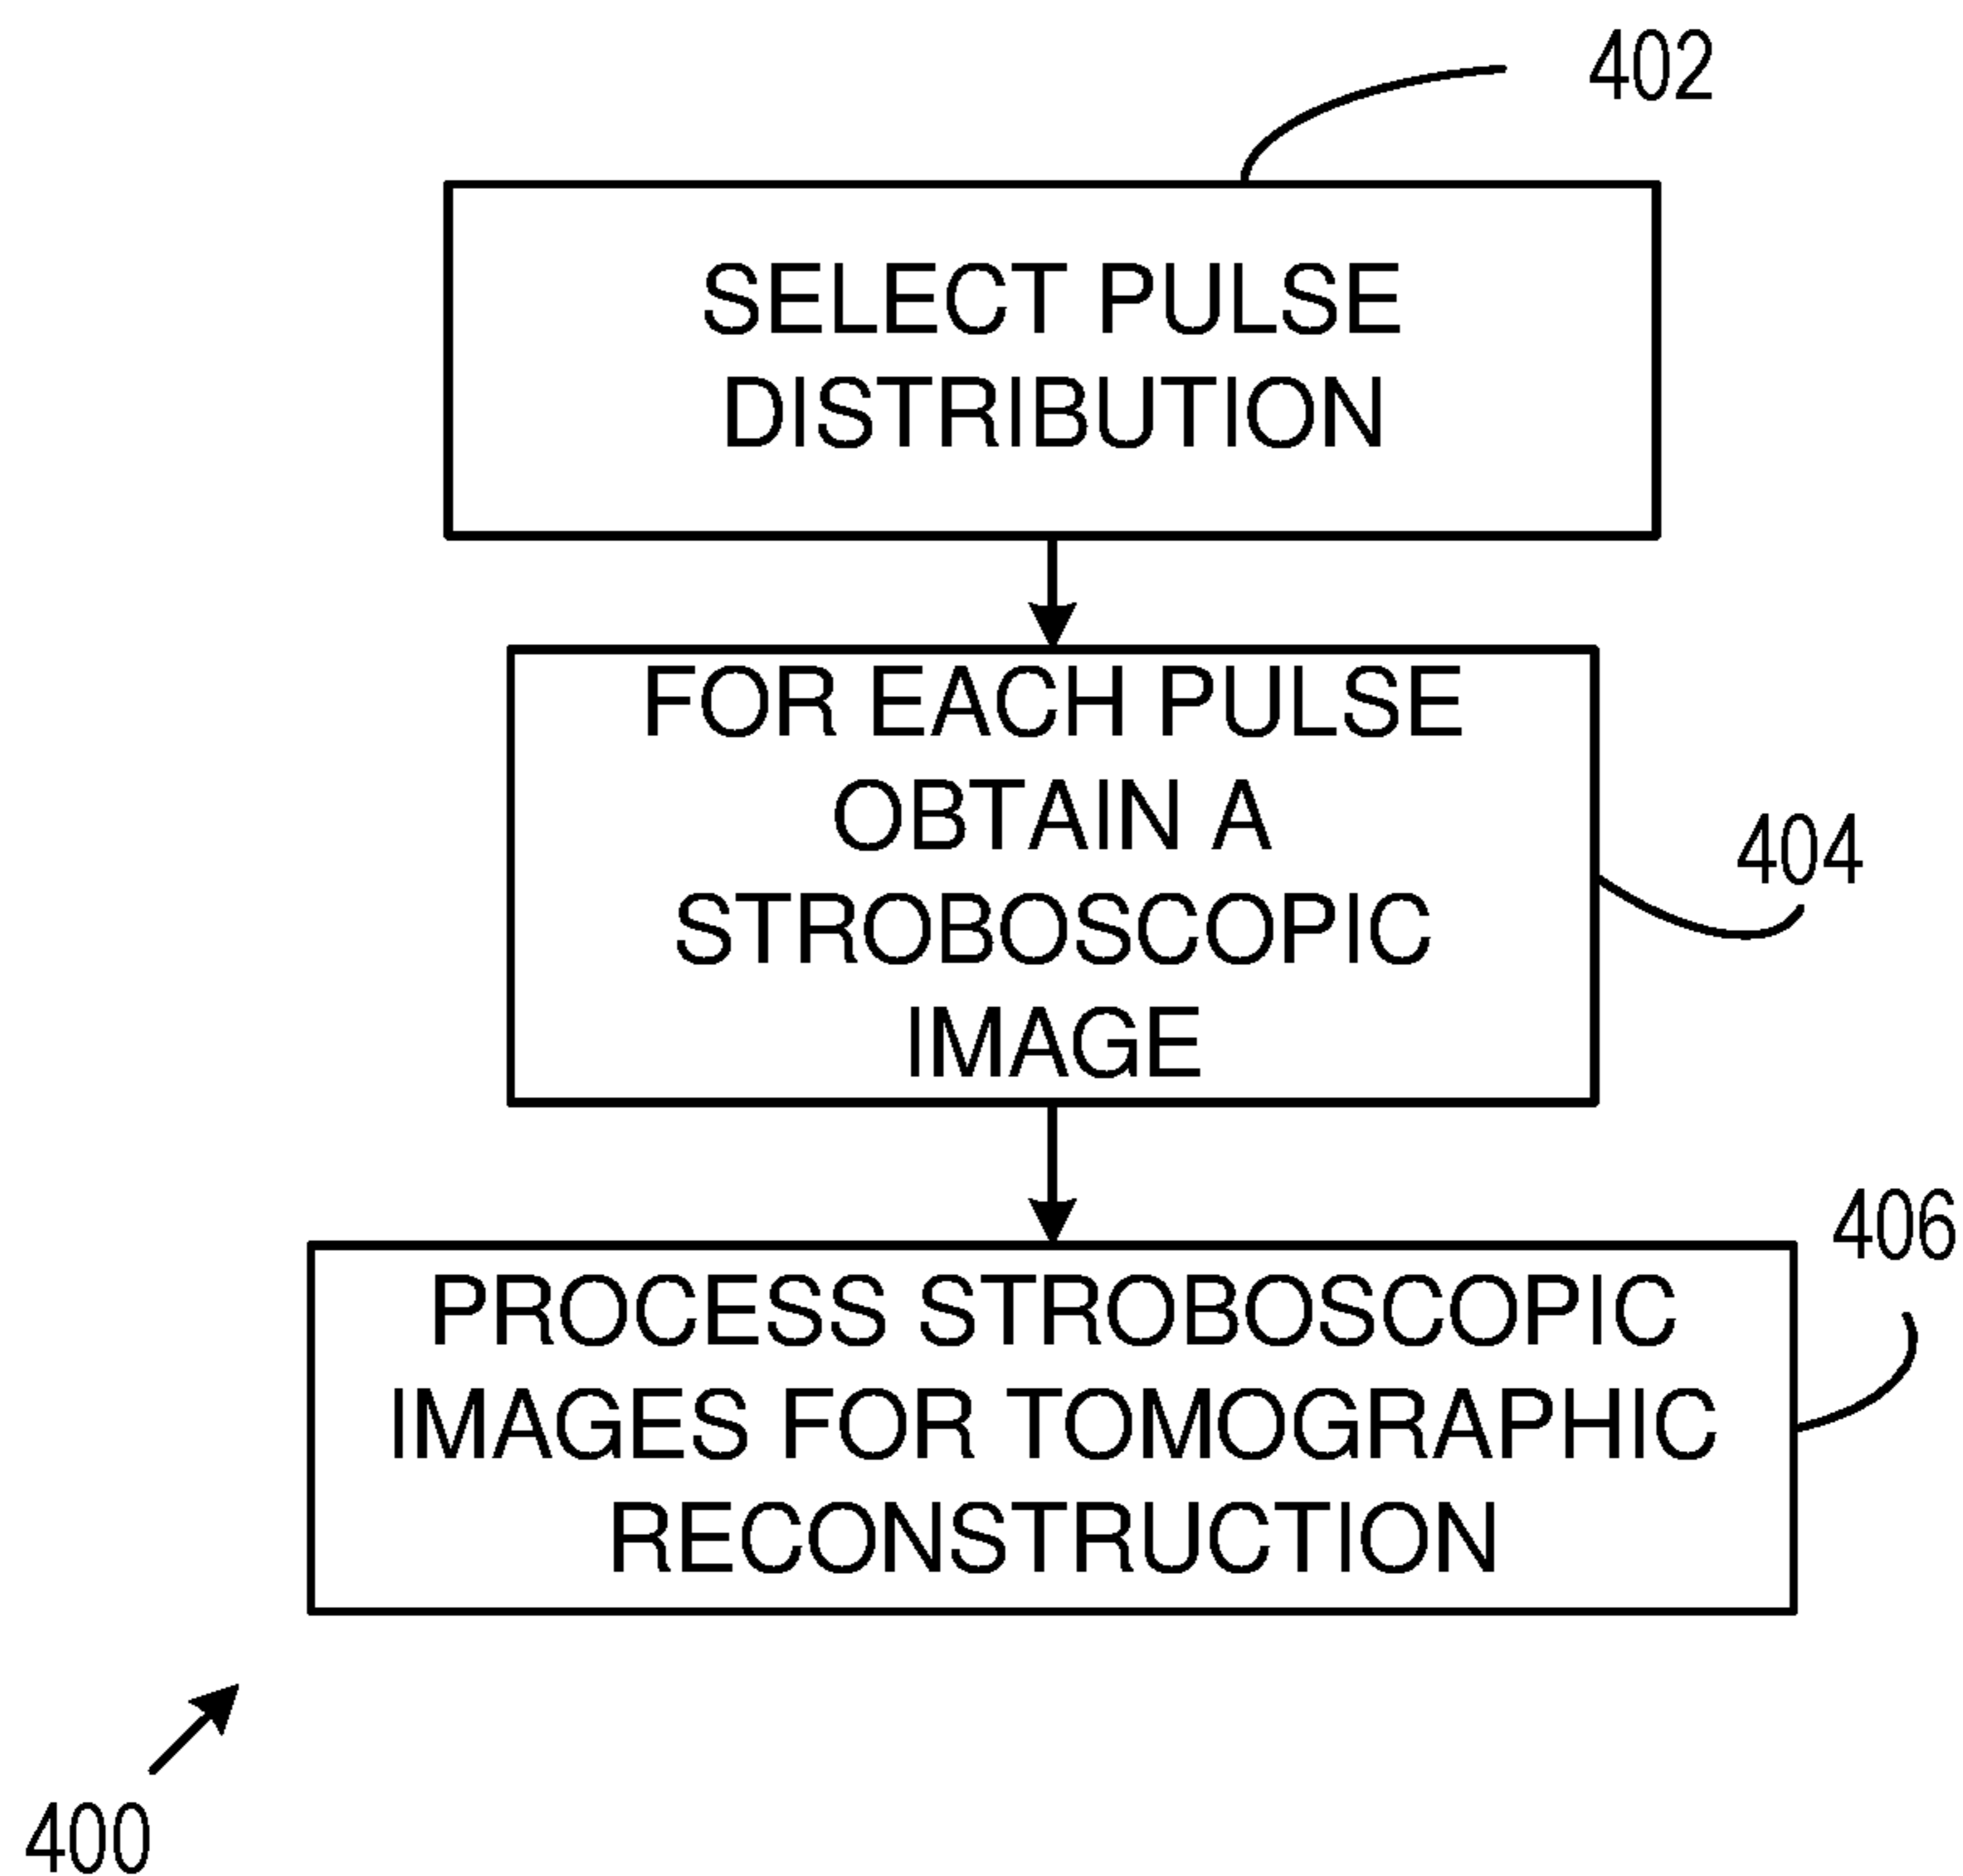 402
SELECT PULSE
DISTRIBUTION
FOR EACH PULSE
OBTAIN A
STROBOSCOPIC
IMAGE
404
406
PROCESS STROBOSCOPIC
IMAGES FOR TOMOGRAPHIC
RECONSTRUCTION
400